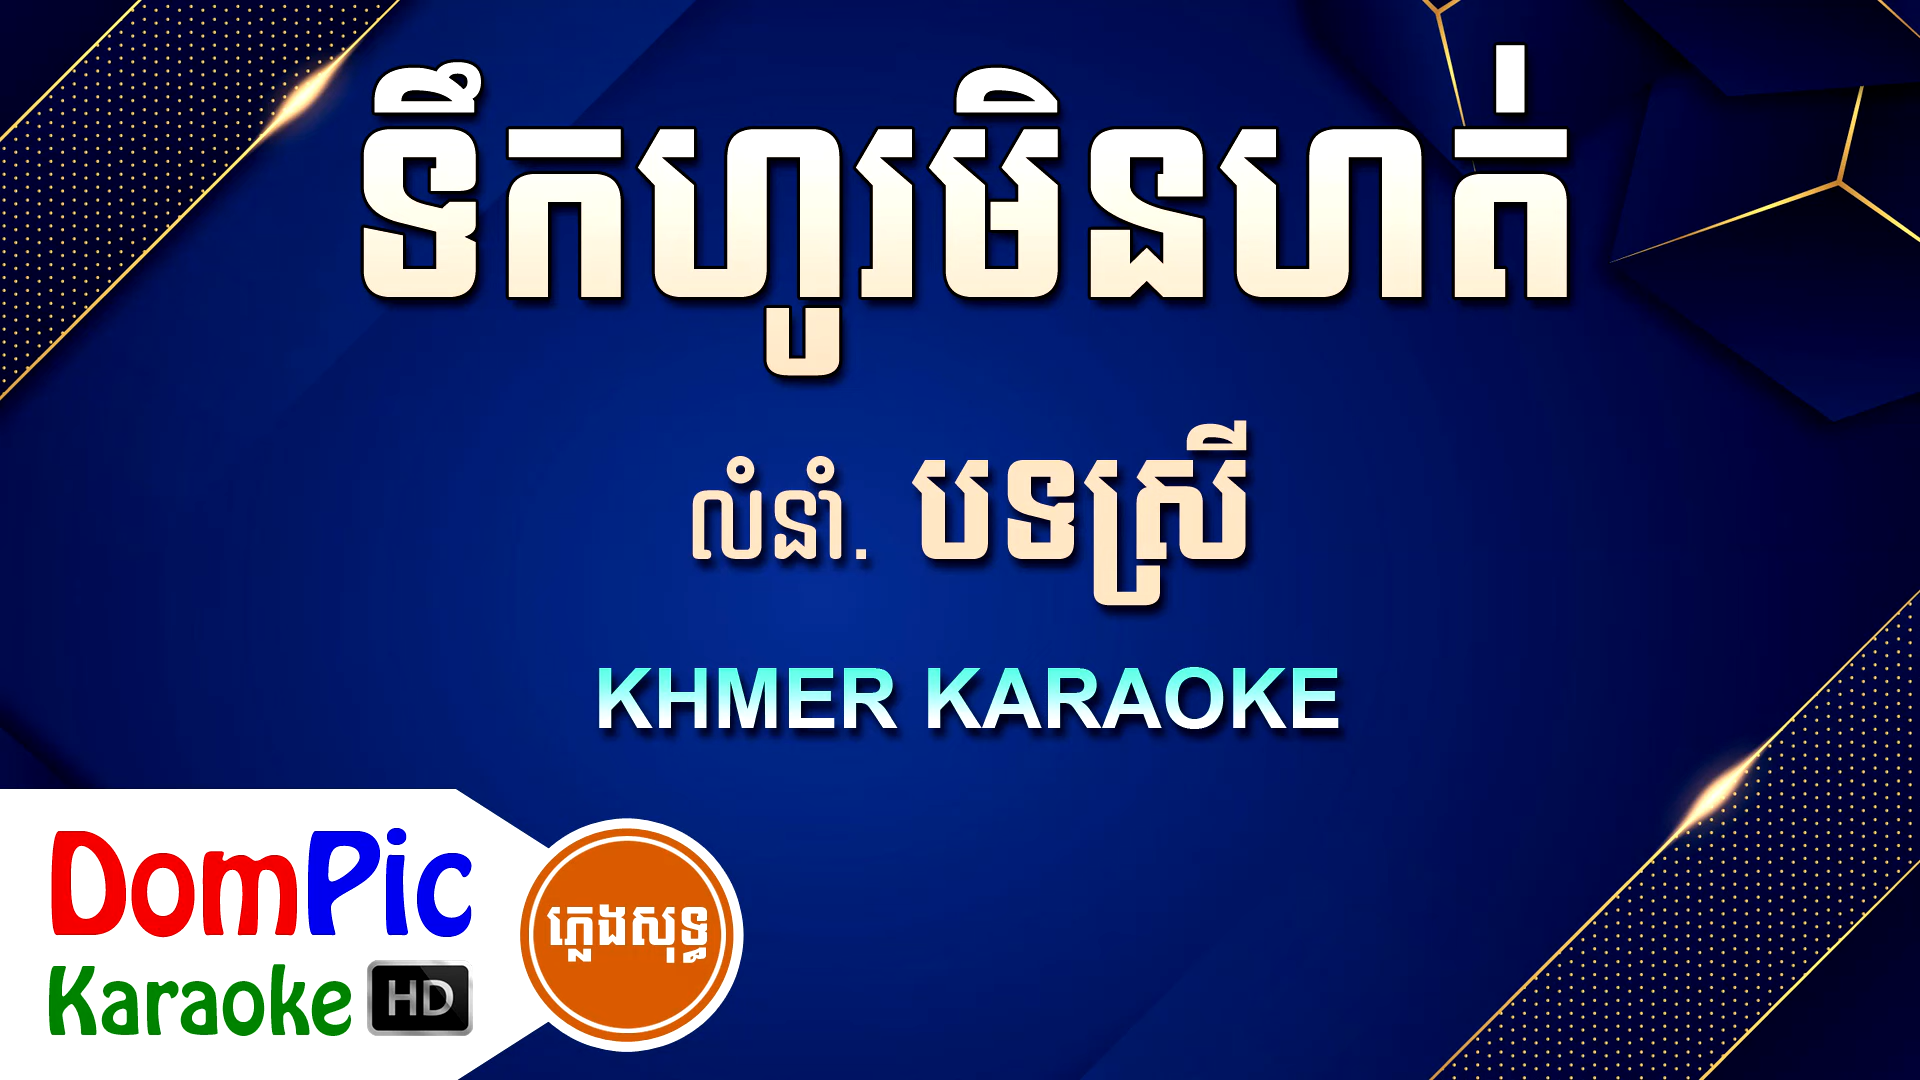 ទឹកហូរមិនហត់
លំនាំ. បទស្រី
KHMER KARAOKE
DomPic
Karaoke HD
ភ្លេងសុទ្ធ